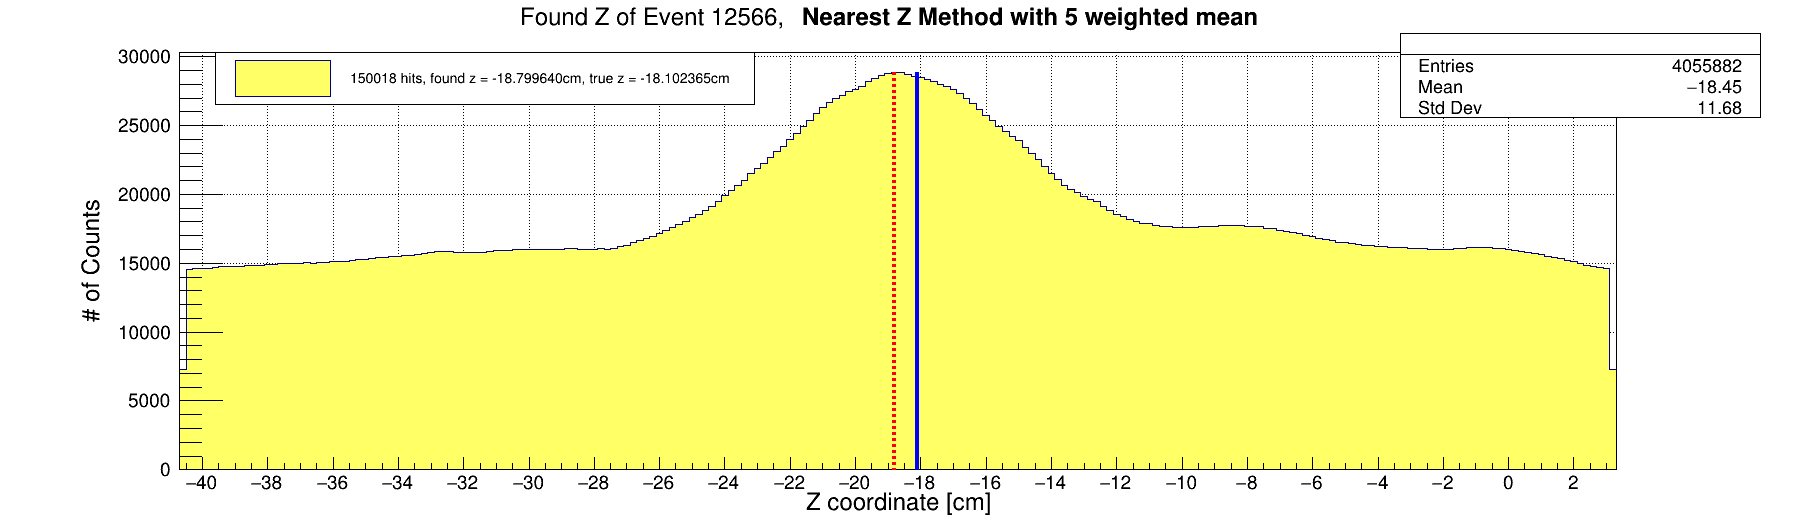 Found Z of Event 12566, Nearest Z Method with 5 weighted mean
150018 hits, found z = -18.799640cm, true z = -18.102365cm
Entries 4055882
Mean −18.45
Std Dev 11.68
30000
25000
20000
15000
10000
5000
0
# of Counts
−40 −38 −36 −34 −32 −30 −28 −26 −24 −22 −20 −18 −16 −14 −12 −10 −8 −6 −4 −2 0 2
Z coordinate [cm]